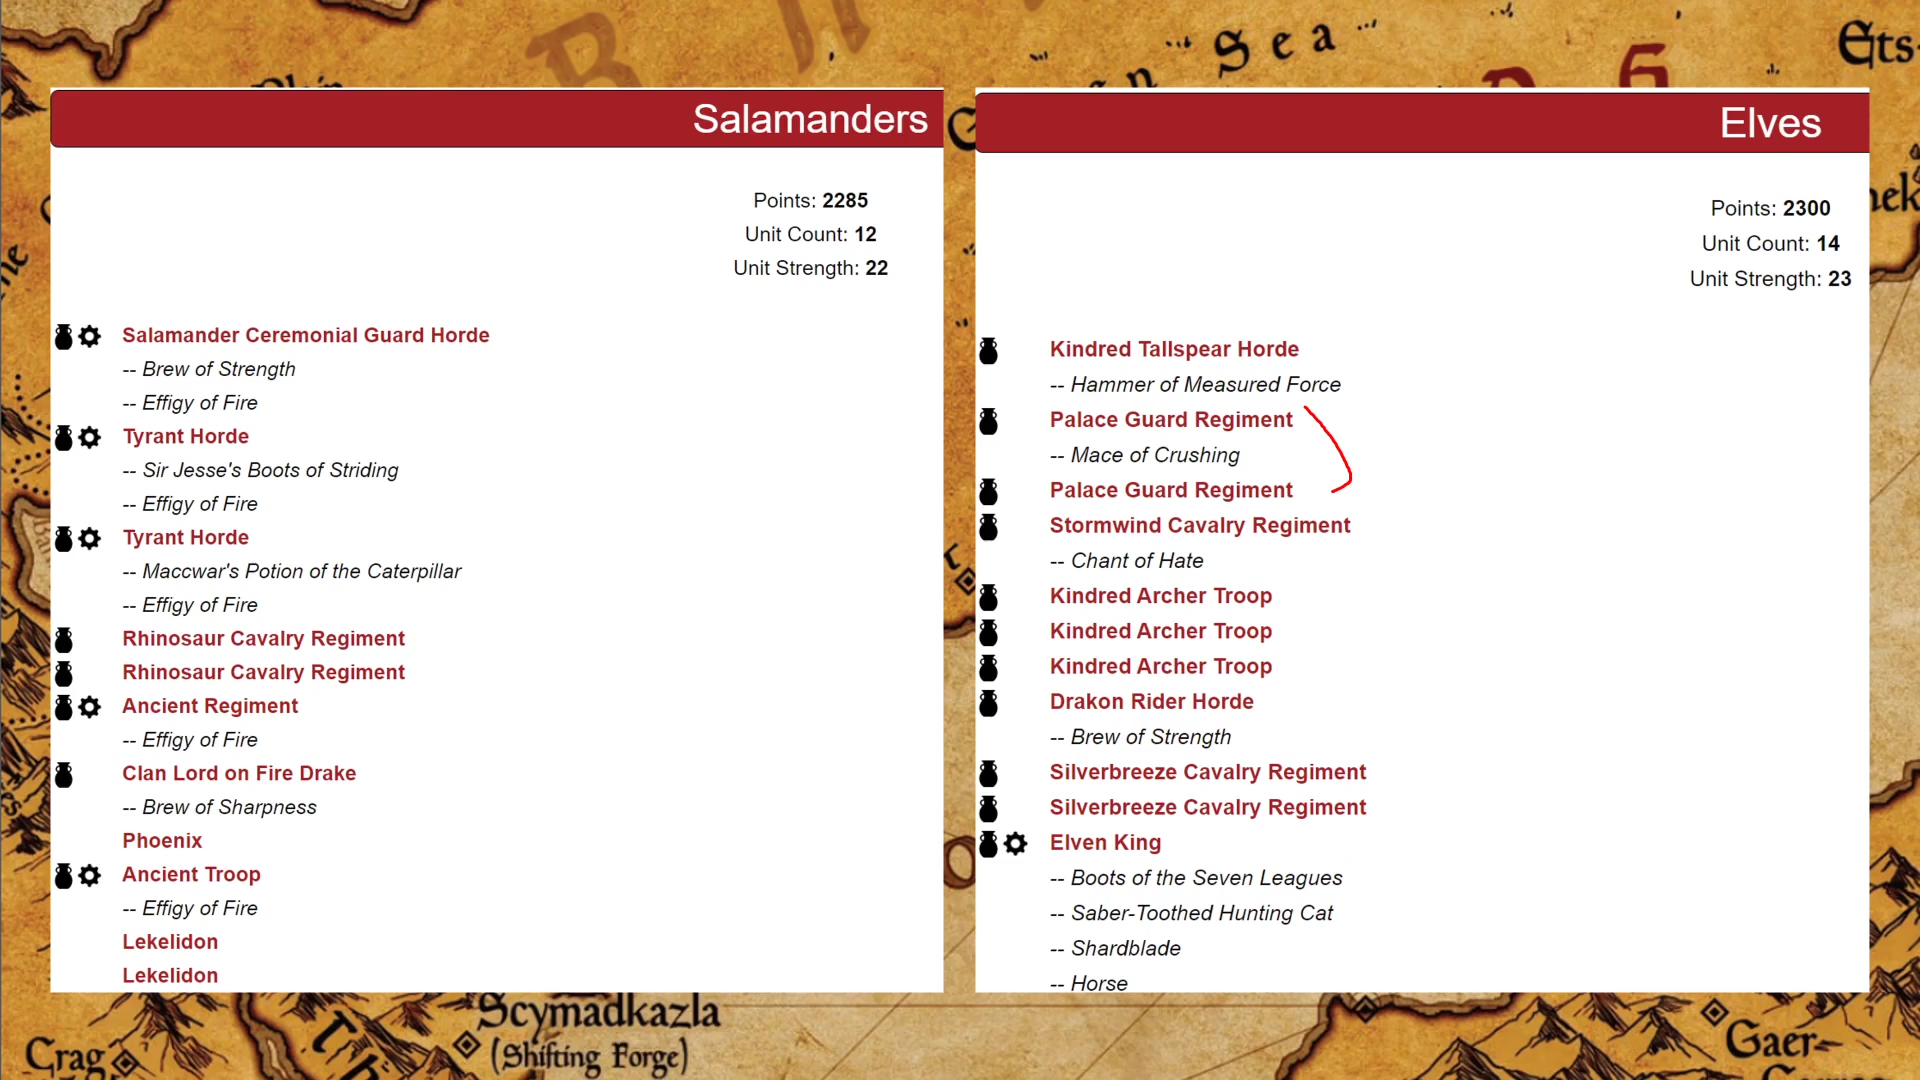 Sea
Ets
Salamanders
Points: 2285
Unit Count: 12
Unit Strength: 22
Salamander Ceremonial Guard Horde
-- Brew of Strength
-- Effigy of Fire
Tyrant Horde
-- Sir Jesse's Boots of Striding
-- Effigy of Fire
Tyrant Horde
-- Maccwar's Potion of the Caterpillar
-- Effigy of Fire
Rhinosaur Cavalry Regiment
Rhinosaur Cavalry Regiment
Ancient Regiment
-- Effigy of Fire
Clan Lord on Fire Drake
-- Brew of Sharpness
Phoenix
Ancient Troop
-- Effigy of Fire
Lekelidon
Lekelidon
Elves
Points: 2300
Unit Count: 14
Unit Strength: 23
Kindred Tallspear Horde
-- Hammer of Measured Force
Palace Guard Regiment
-- Mace of Crushing
Palace Guard Regiment
Stormwind Cavalry Regiment
-- Chant of Hate
Kindred Archer Troop
Kindred Archer Troop
Kindred Archer Troop
Drakon Rider Horde
-- Brew of Strength
Silverbreeze Cavalry Regiment
Silverbreeze Cavalry Regiment
Elven King
-- Boots of the Seven Leagues
-- Saber-Toothed Hunting Cat
-- Shardblade
-- Horse
Scymadkazla
(Shifting Forge)
Crag
Gaer-